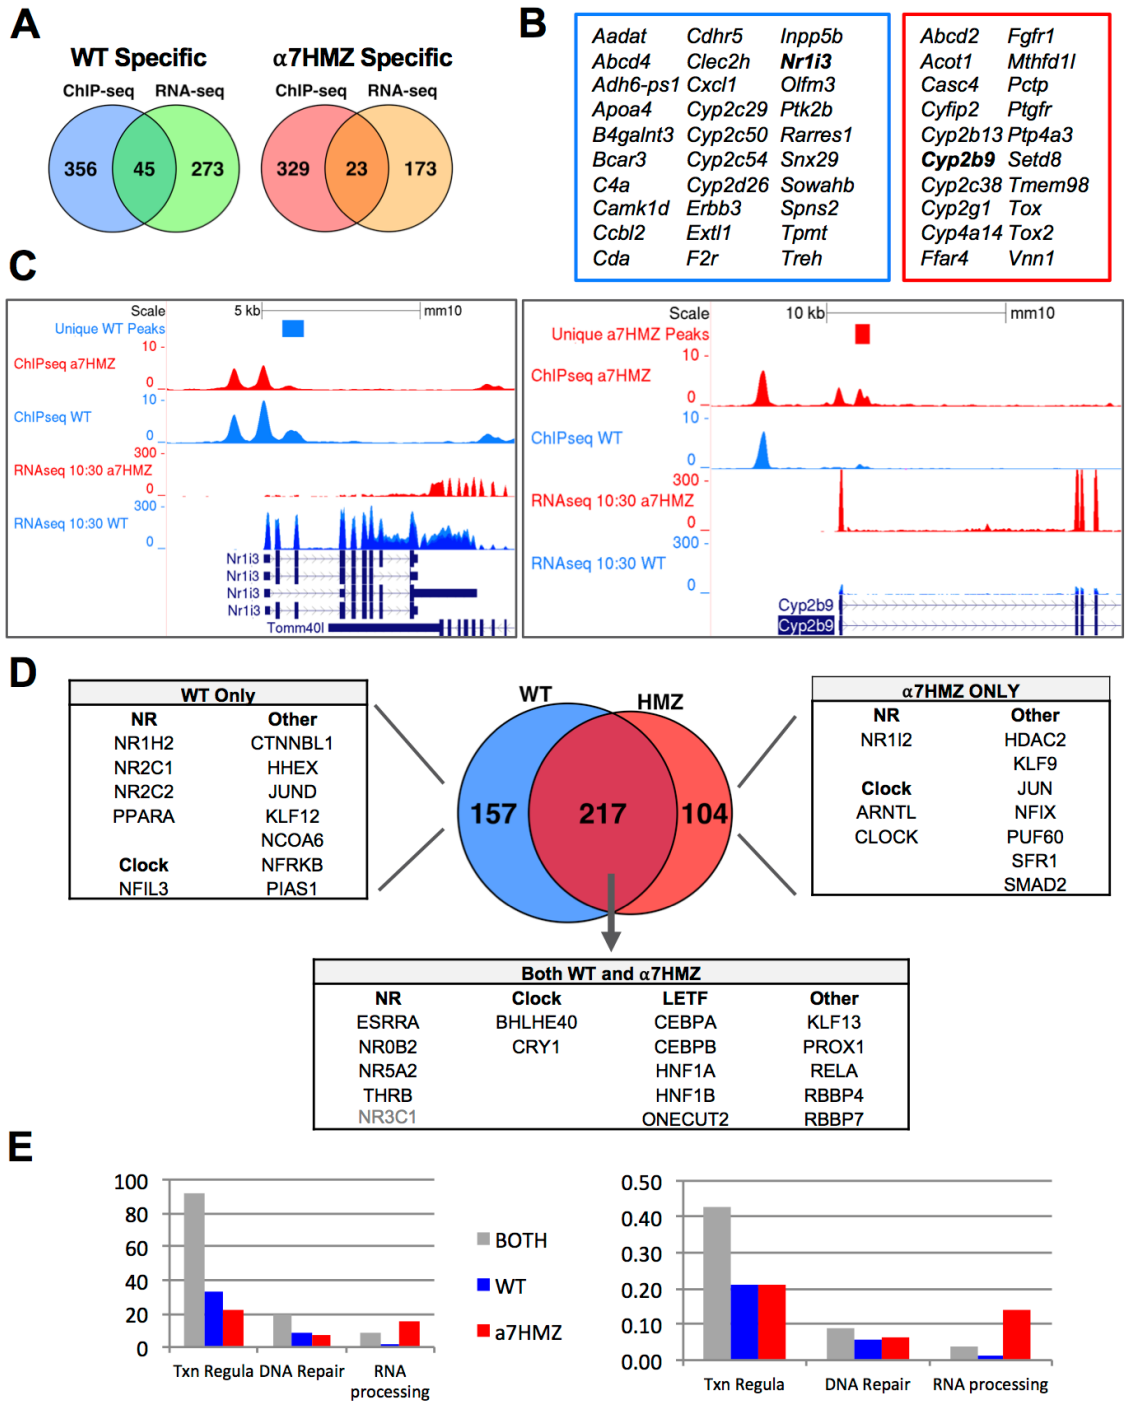 A
WT Specific
α7HMZ Specific
ChIP-seq RNA-seq
ChIP-seq RNA-seq
356 45 273
329 23 173
B
Aadat Cdhr5 Inpp5b
Abcd4 Clec2h Nr1i3
Adh6-ps1 Cxcl1 Olfm3
Apoa4 Cyp2c29 Ptk2b
B4galnt3 Cyp2c50 Rarres1
Bcar3 Cyp2c54 Snx29
C4a Cyp2d26 Sowahb
Camk1d Erbb3 Spns2
Ccbl2 Extl1 Tpmt
Cda F2r Treh
Abcd2 Fgfr1
Acot1 Mthfd1l
Casc4 Pctp
Cyfip2 Ptgfr
Cyp2b13 Ptp4a3
Cyp2b9 Setd8
Cyp2c38 Tmem98
Cyp2g1 Tox
Cyp4a14 Tox2
Ffar4 Vnn1
C
Scale 5 kb mm10
Unique WT Peaks
10 -
ChIPseq a7HMZ
0
10 -
ChIPseq WT
0
300 -
RNAseq 10:30 a7HMZ
0
300 -
RNAseq 10:30 WT
0
Nr1i3
Nr1i3
Nr1i3
Nr1i3
Tomm40l
Scale 10 kb mm10
Unique a7HMZ Peaks
10 -
ChIPseq a7HMZ
0
10 -
ChIPseq WT
0
300
RNAseq 10:30 a7HMZ
0
300 -
RNAseq 10:30 WT
0
Cyp2b9
Cyp2b9
D
WT Only
NR Other
NR1H2 CTNNBL1
NR2C1 HHEX
NR2C2 JUND
PPARA KLF12
NCOA6
Clock NFRKB
NFIL3 PIAS1
WT HMZ
157 217 104
α7HMZ ONLY
NR Other
NR1I2 HDAC2
KLF9
Clock JUN
ARNTL NFIX
CLOCK PUF60
SFR1
SMAD2
Both WT and α7HMZ
NR Clock LETF Other
ESRRA BHLHE40 CEBPA KLF13
NR0B2 CRY1 CEBPB PROX1
NR5A2 HNF1A RELA
THRB HNF1B RBBP4
NR3C1 ONECUT2 RBBP7
E
100
80
60
40
20
0
Txn Regula DNA Repair RNA processing
BOTH
WT
a7HMZ
0.50
0.40
0.30
0.20
0.10
0.00
Txn Regula DNA Repair RNA processing